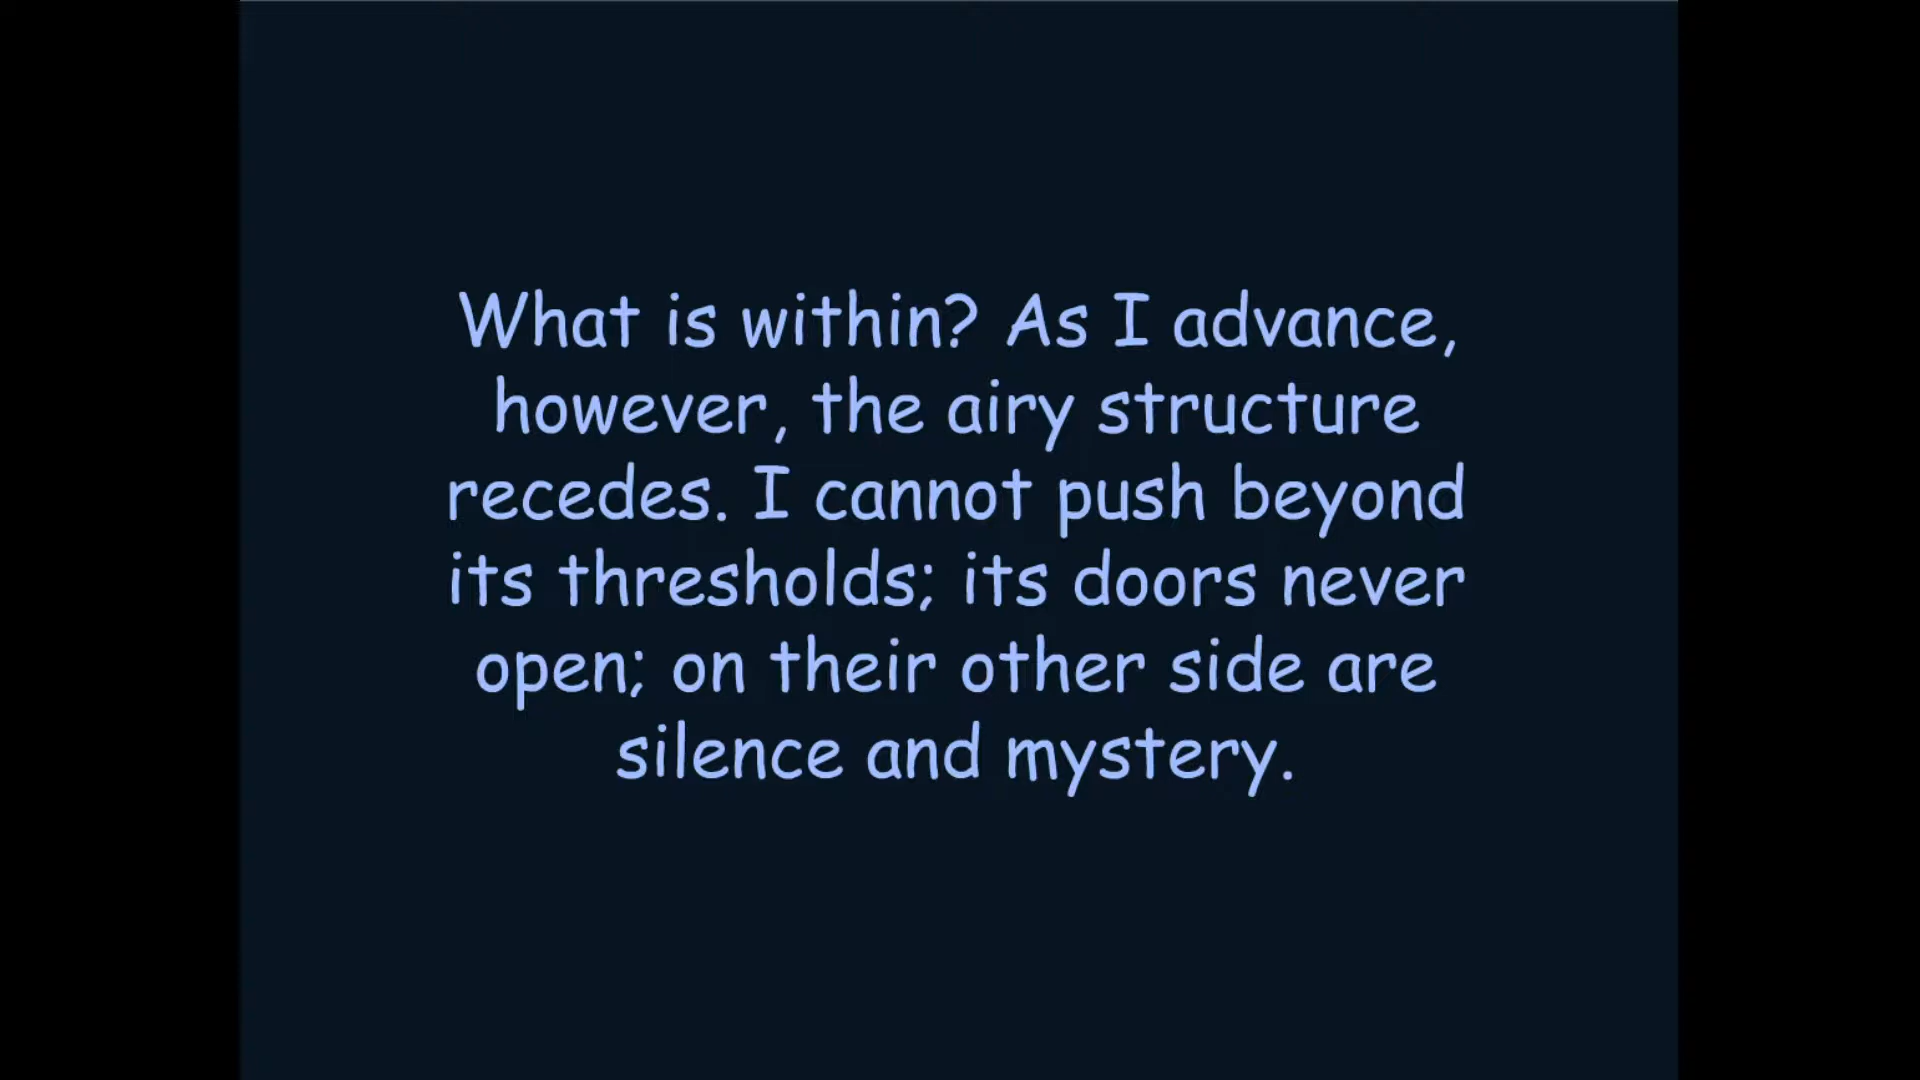 What is within? As I advance,
however, the airy structure
recedes. I cannot push beyond
its thresholds; its doors never
open; on their other side are
silence and mystery.